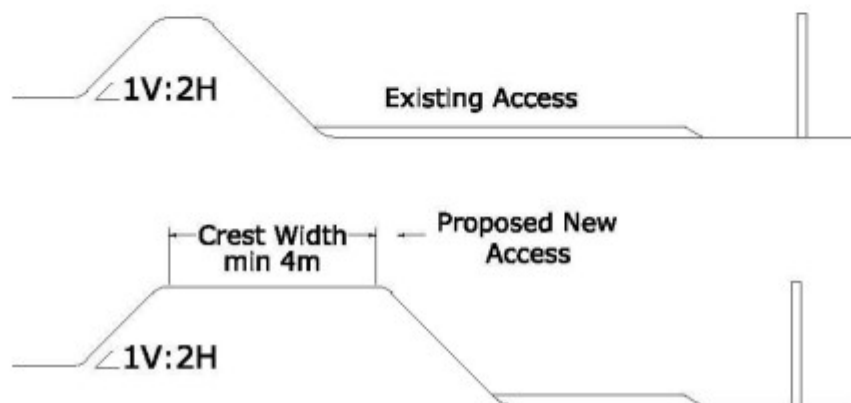 1V:2H
Existing Access
Crest Width
min 4m
Proposed New
Access
1V:2H